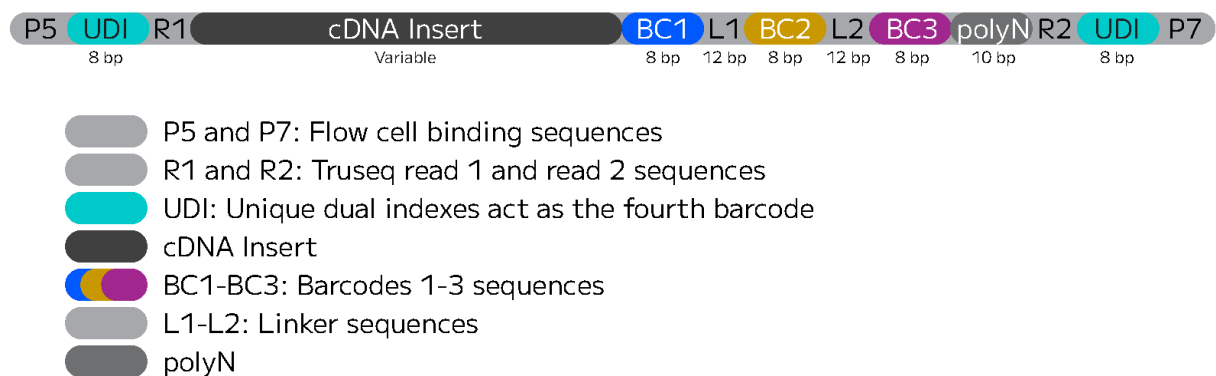 P5 UDI R1 cDNA Insert BC1 L1 BC2 L2 BC3 polyN R2 UDI P7
8 bp Variable 8 bp 12 bp 8 bp 12 bp 8 bp 10 bp 8 bp
P5 and P7: Flow cell binding sequences
R1 and R2: Truseq read 1 and read 2 sequences
UDI: Unique dual indexes act as the fourth barcode
cDNA Insert
BC1-BC3: Barcodes 1-3 sequences
L1-L2: Linker sequences
polyN